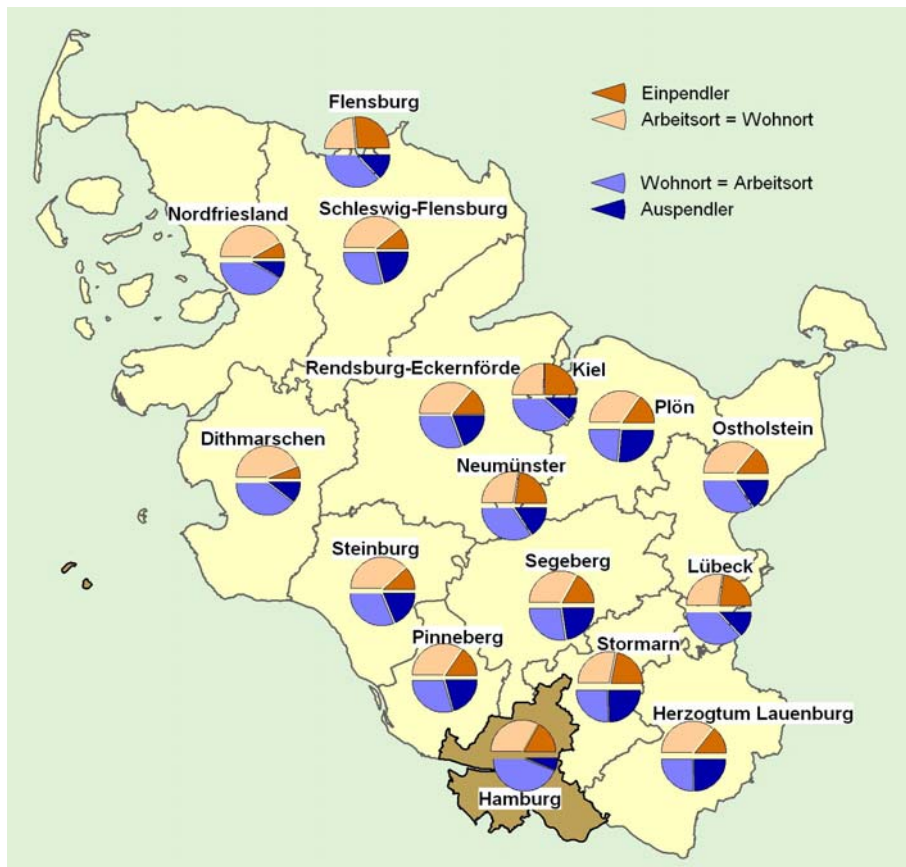 Flensburg
Einpendler
Arbeitsort = Wohnort
Wohnort = Arbeitsort
Auspendler
Nordfriesland
Schleswig-Flensburg
Rendsburg-Eckernförde
Kiel
Plön
Ostholstein
Dithmarschen
Neumünster
Steinburg
Segeberg
Lübeck
Pinneberg
Stormarn
Herzogtum Lauenburg
Hamburg